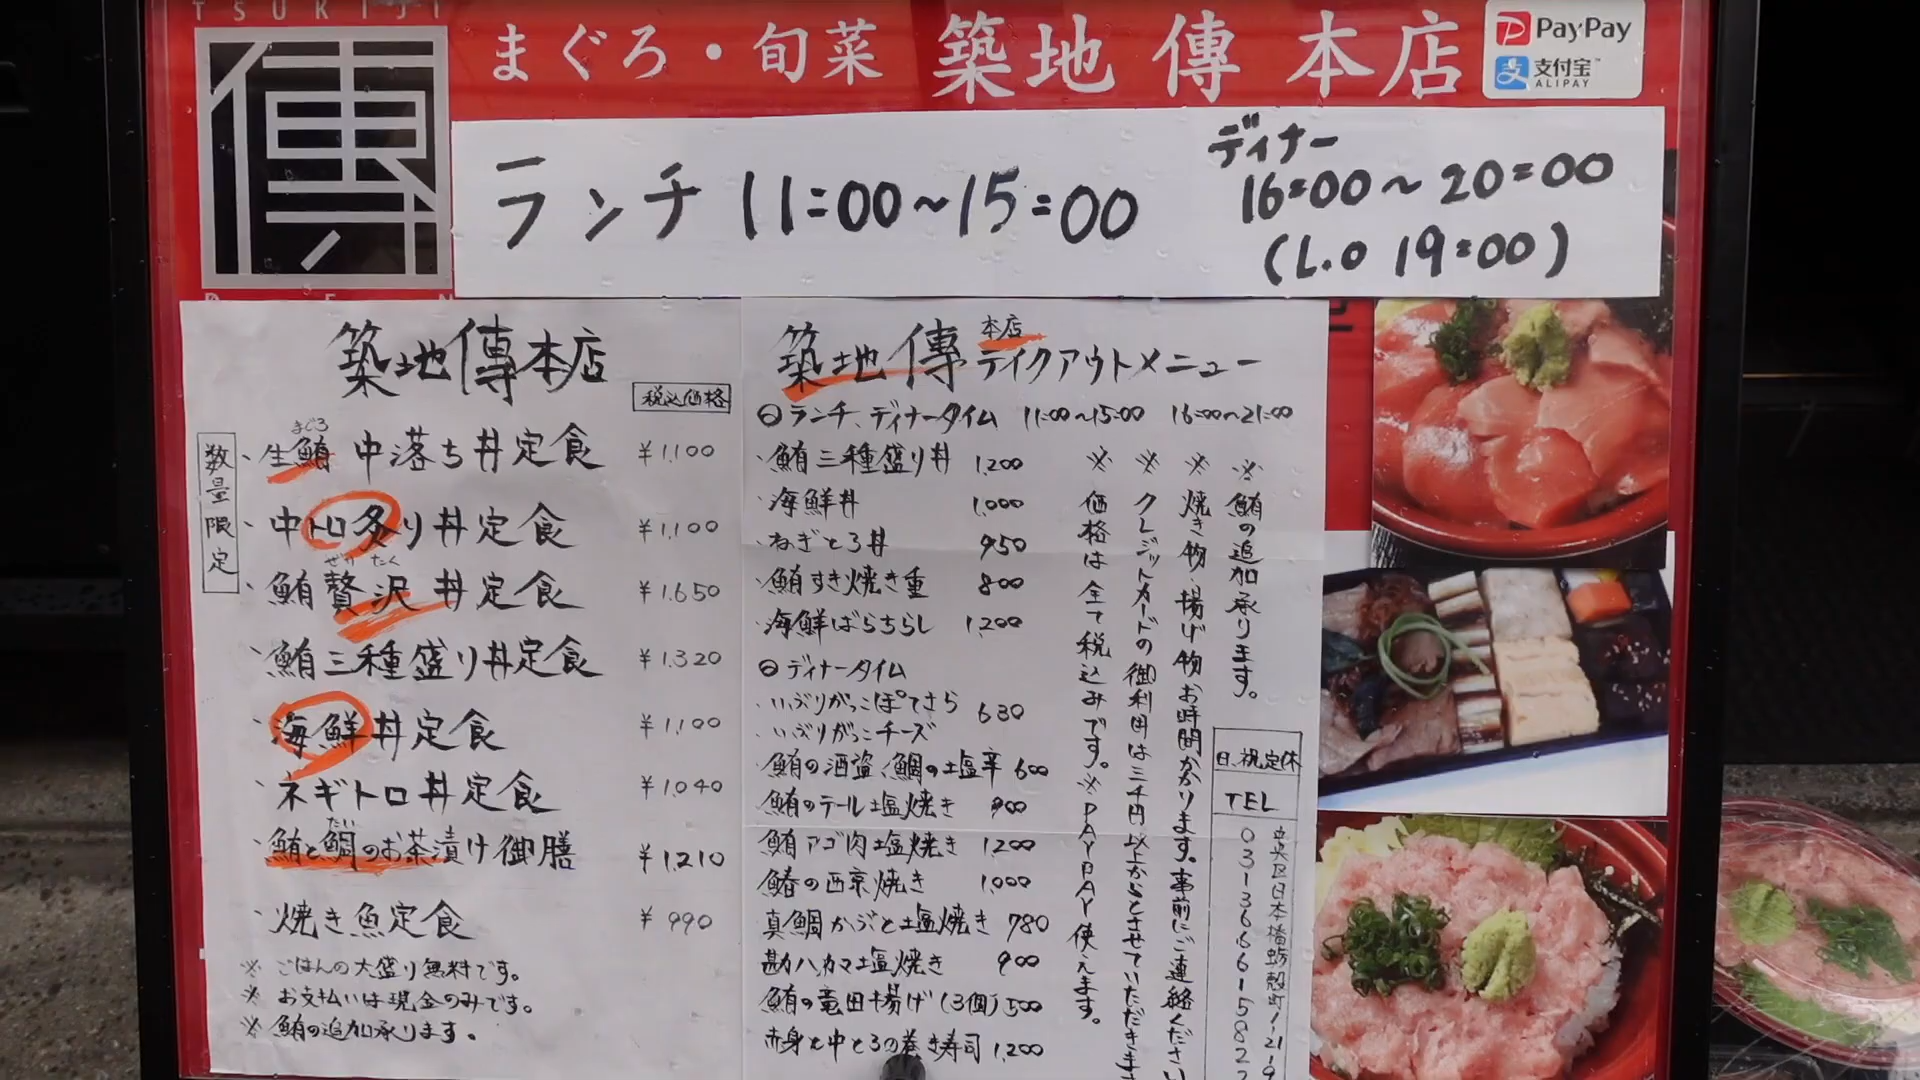 TSUKIJI
傳
まぐろ・旬菜 築地 傳 本店
PayPay
支付宝™
ALIPAY
ランチ 11:00~15:00
ディナー
16:00~20:00
(L.O 19:00)
築地傳本店
税込価格
数量限定
・生鮪 中落ち丼定食 ¥1,100
まぐろ
・中トロ炙り丼定食 ¥1,100
・鮪贅沢丼定食 ¥1,650
ぜいたく
・鮪三種盛り丼定食 ¥1,320
・海鮮丼定食 ¥1,100
・ネギトロ丼定食 ¥1,040
・鮪と鯛のお茶漬け御膳 ¥1,210
たい
・焼き魚定食 ¥990
※ ごはんの大盛り無料です。
※ お支払いは現金のみです。
※ 鮪の追加承ります。
築地 傳 本店 テイクアウトメニュー
◎ランチ、ディナータイム 11:00~15:00 16:00~21:00
・鮪三種盛り丼 1,200
・海鮮丼 1,000
・ねぎとろ丼 950
・鮪すき焼き重 800
・海鮮ばらちらし 1,200
◎ディナータイム
・いぶりがっこぽてさら 630
・いぶりがっこチーズ
・鮪の酒盗、鯛の塩辛 600
・鮪のテール塩焼き 900
・鮪アゴ肉塩焼き 1,200
・鰆の西京焼き 1,000
・真鯛かぶと塩焼き 780
ハカマ塩焼き 900
・鮪の竜田揚げ(3個) 500
・赤身と中とろの巻き寿司 1,200
※鮪の追加承ります。
※焼き物、揚げ物お時間かかります。事前にご連絡ください
※クレジットカードの御利用は三千円以上からとさせていただきま
※価格は全て税込みです。※PAYPAY使えます。
日、祝定休
TEL
03-3666-1582
中央区日本橋蛎殻町1-21-9